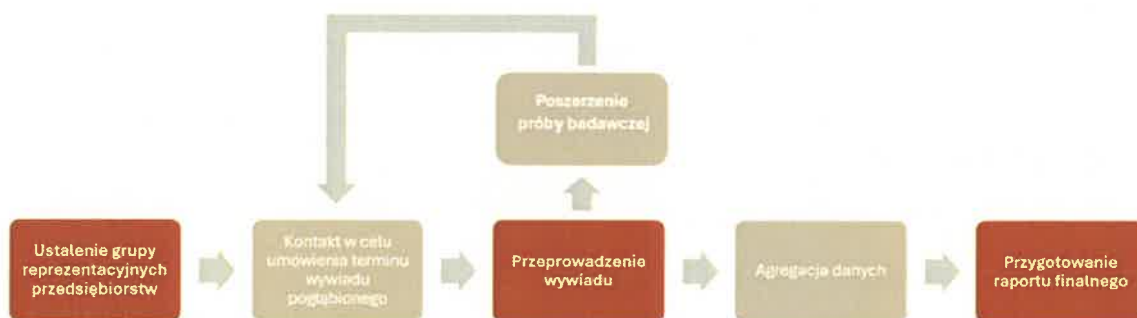 Poszerzenie
próby badawczej
Ustalenie grupy
reprezentacyjnych
przedsiębiorstw
Kontakt w celu
umówienia terminu
wywiadu
pogłąbionego
Przeprowadzenie
wywiadu
Agregacja danych
Przygotowanie
raportu finalnego